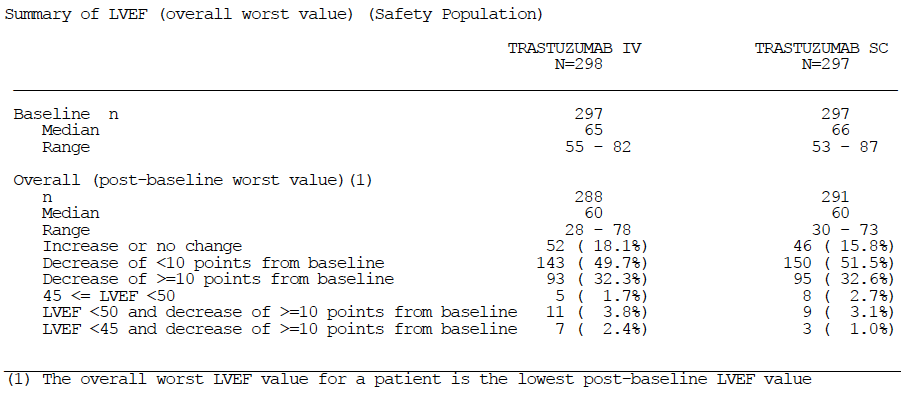 Summary of LVEF (overall worst value) (Safety Population)
TRASTUZUMAB IV TRASTUZUMAB SC
N=298 N=297
Baseline n 297 297
Median 65 66
Range 55 - 82 53 - 87
Overall (post-baseline worst value)(1)
n 288 291
Median 60 60
Range 28 - 78 30 - 73
Increase or no change 52 ( 18.1%) 46 ( 15.8%)
Decrease of <10 points from baseline 143 ( 49.7%) 150 ( 51.5%)
Decrease of >=10 points from baseline 93 ( 32.3%) 95 ( 32.6%)
45 <= LVEF <50 5 ( 1.7%) 8 ( 2.7%)
LVEF <50 and decrease of >=10 points from baseline 11 ( 3.8%) 9 ( 3.1%)
LVEF <45 and decrease of >=10 points from baseline 7 ( 2.4%) 3 ( 1.0%)
(1) The overall worst LVEF value for a patient is the lowest post-baseline LVEF value